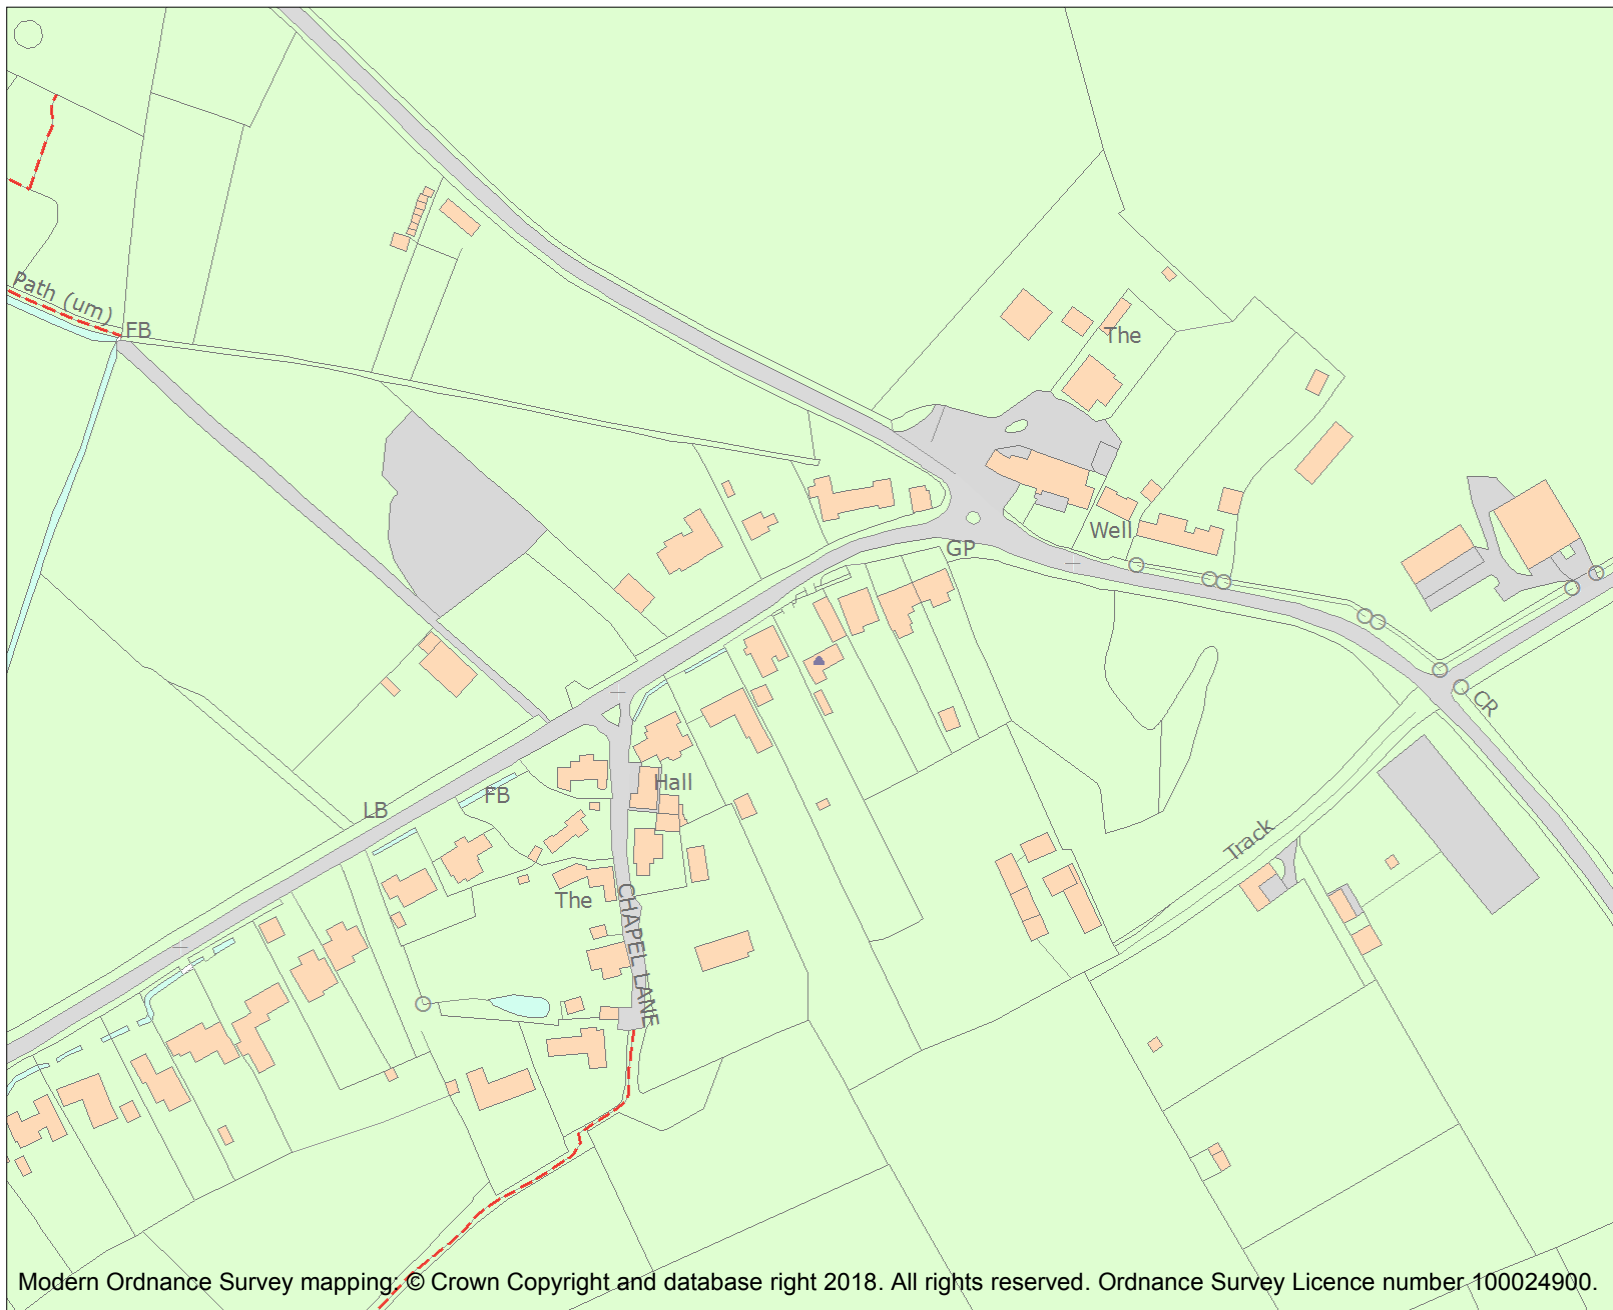 Path (um)
FB
The
Well
GP
CR
Hall
FB
LB
Track
The
CHAPEL LANE
Modern Ordnance Survey mapping: © Crown Copyright and database right 2018. All rights reserved. Ordnance Survey Licence number 100024900.